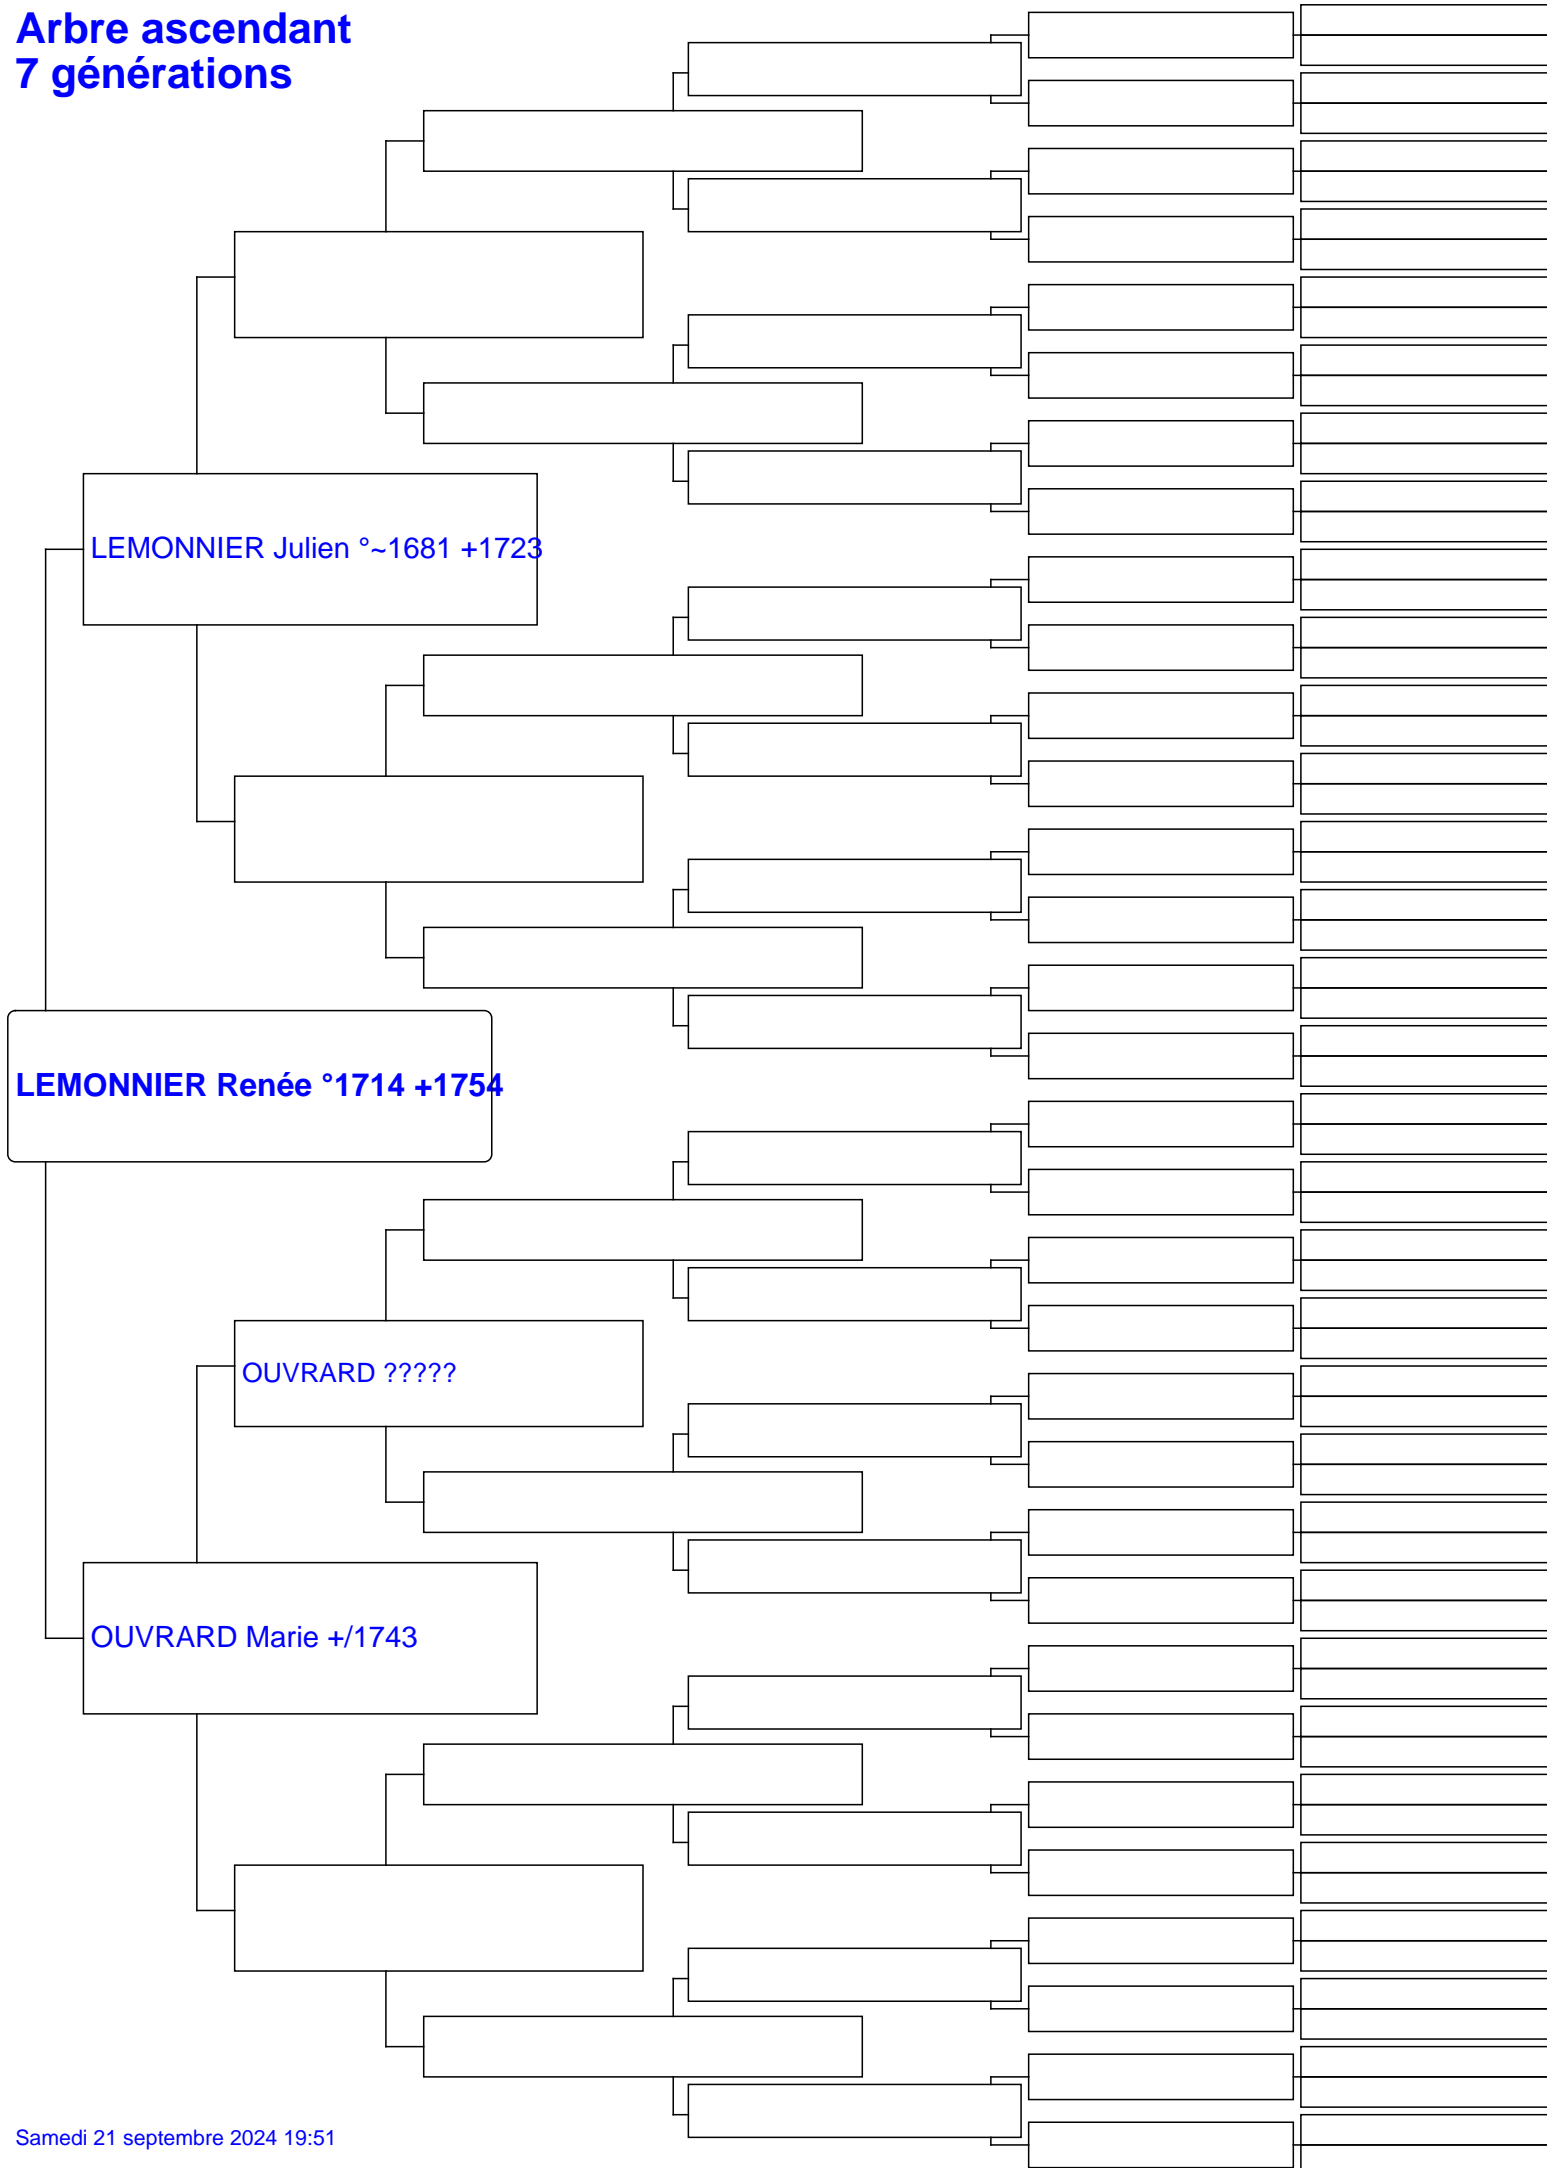 Arbre ascendant
7 générations
LEMONNIER Julien °~1681 +1723
LEMONNIER Renée °1714 +1754
OUVRARD ?????
OUVRARD Marie +/1743
Samedi 21 septembre 2024 19:51